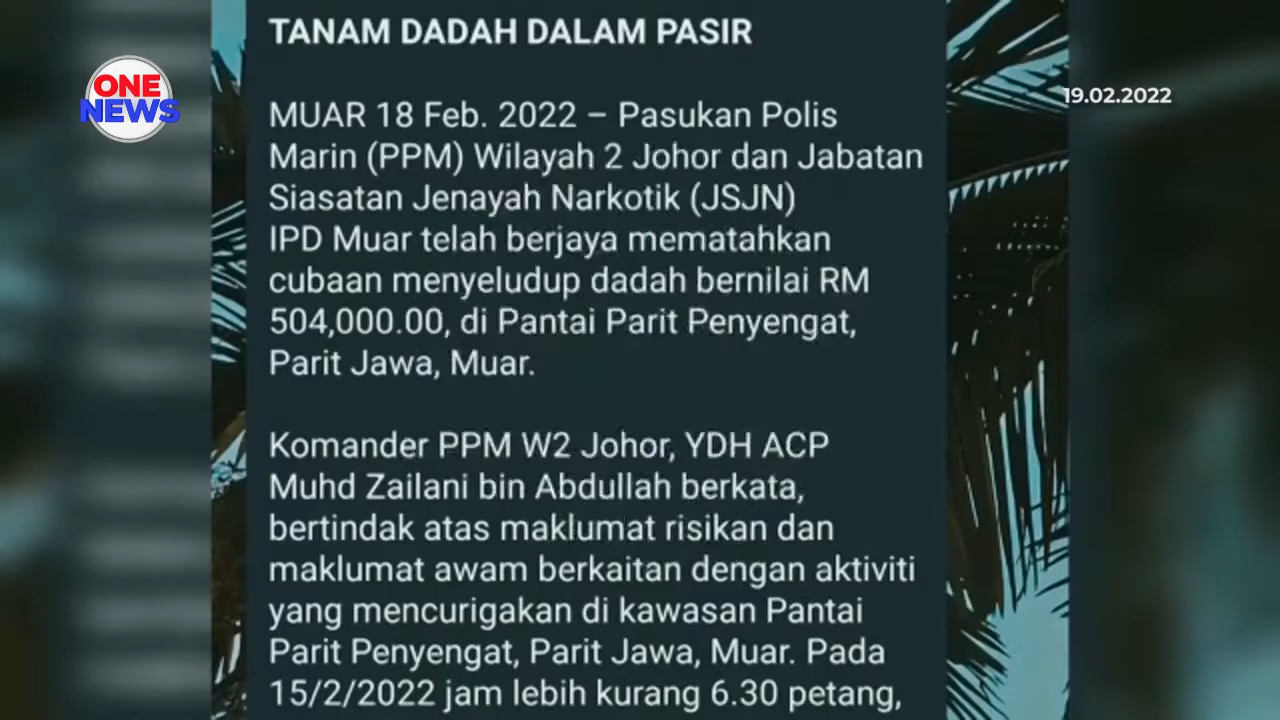 TANAM DADAH DALAM PASIR
ONE
NEWS
19.02.2022
MUAR 18 Feb. 2022 – Pasukan Polis
Marin (PPM) Wilayah 2 Johor dan Jabatan
Siasatan Jenayah Narkotik (JSJN)
IPD Muar telah berjaya mematahkan
cubaan menyeludup dadah bernilai RM
504,000.00, di Pantai Parit Penyengat,
Parit Jawa, Muar.
Komander PPM W2 Johor, YDH ACP
Muhd Zailani bin Abdullah berkata,
bertindak atas maklumat risikan dan
maklumat awam berkaitan dengan aktiviti
yang mencurigakan di kawasan Pantai
Parit Penyengat, Parit Jawa, Muar. Pada
15/2/2022 jam lebih kurang 6.30 petang,